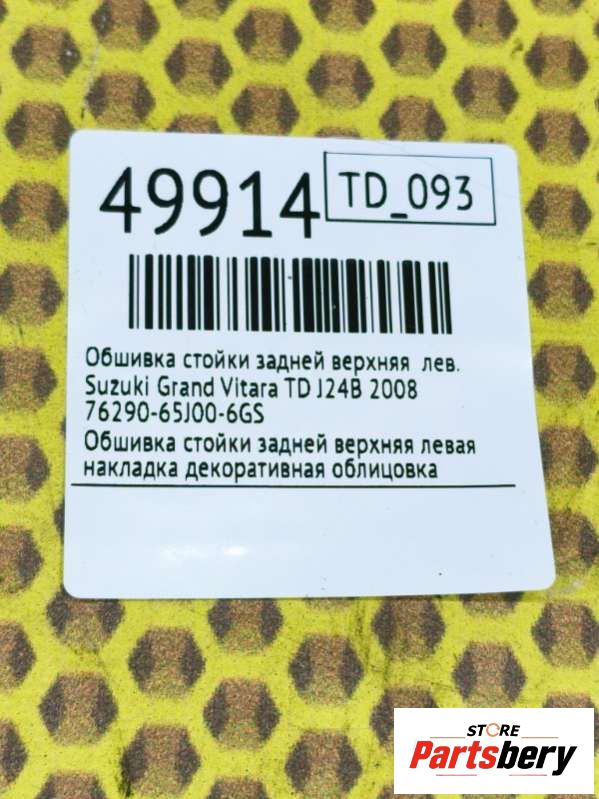 49914 TD_093
Обшивка стойки задней верхняя лев.
Suzuki Grand Vitara TD J24B 2008
76290-65J00-6GS
Обшивка стойки задней верхняя левая
накладка декоративная облицовка
STORE
Partsbery